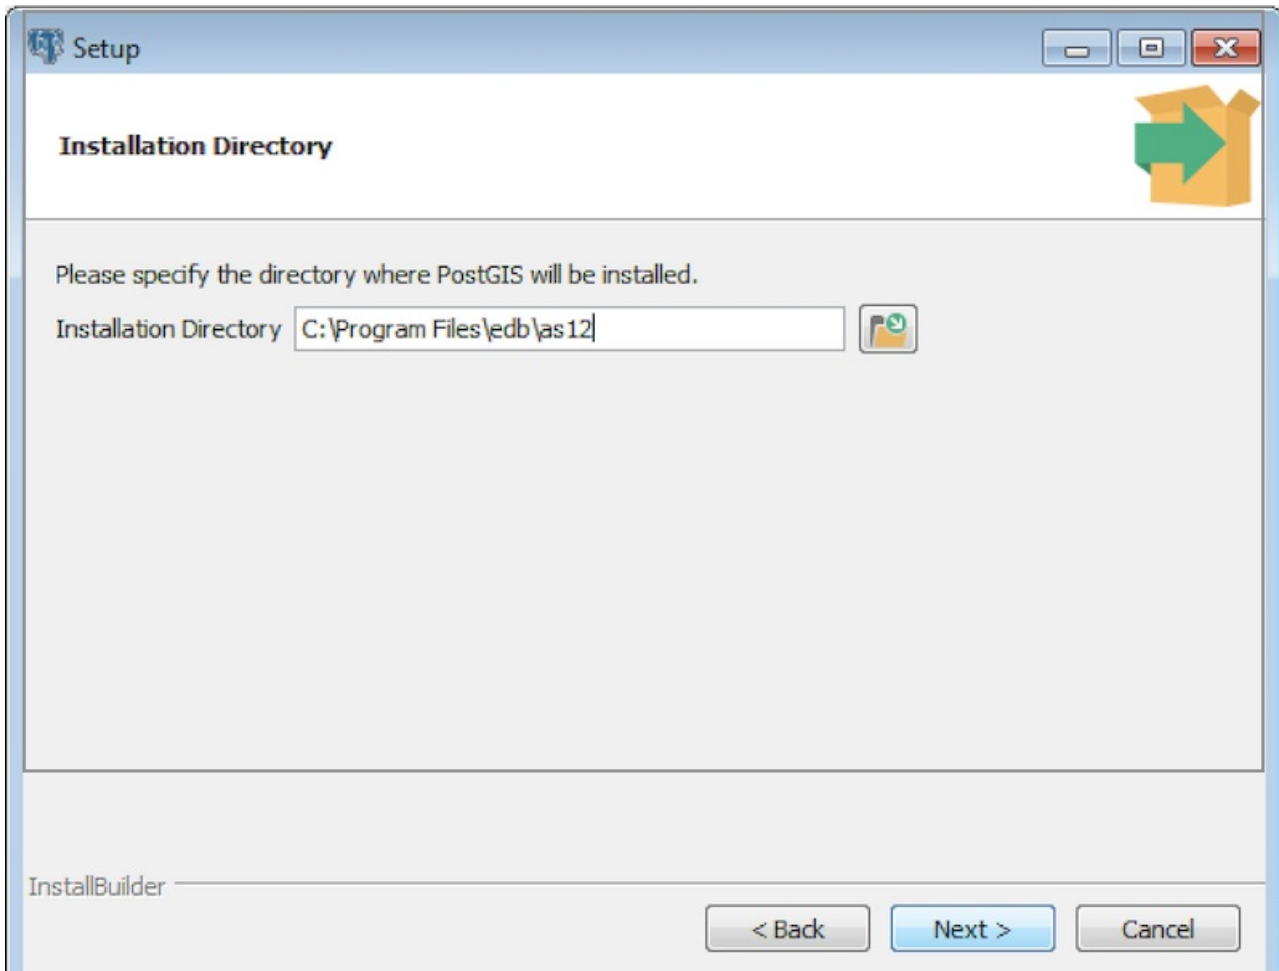 Setup
Installation Directory
Please specify the directory where PostGIS will be installed.
Installation Directory C:\Program Files\edb\as12
InstallBuilder
< Back Next > Cancel